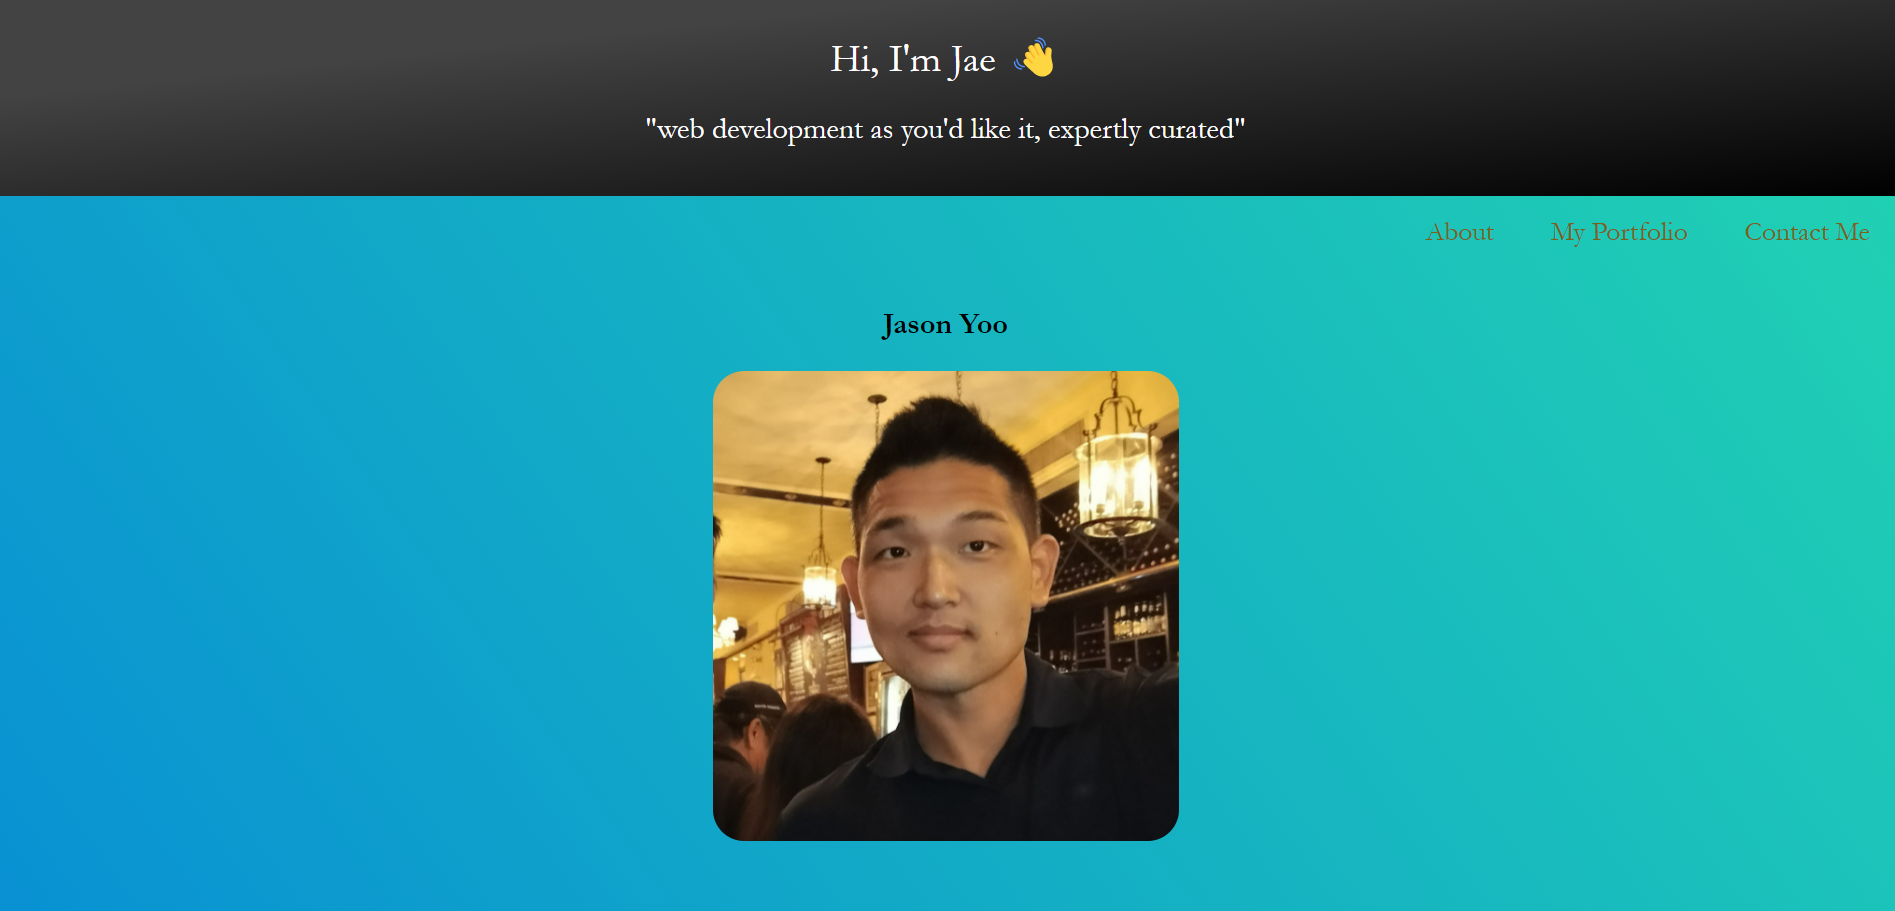 Hi, I'm Jae 👋
"web development as you'd like it, expertly curated"
About My Portfolio Contact Me
Jason Yoo